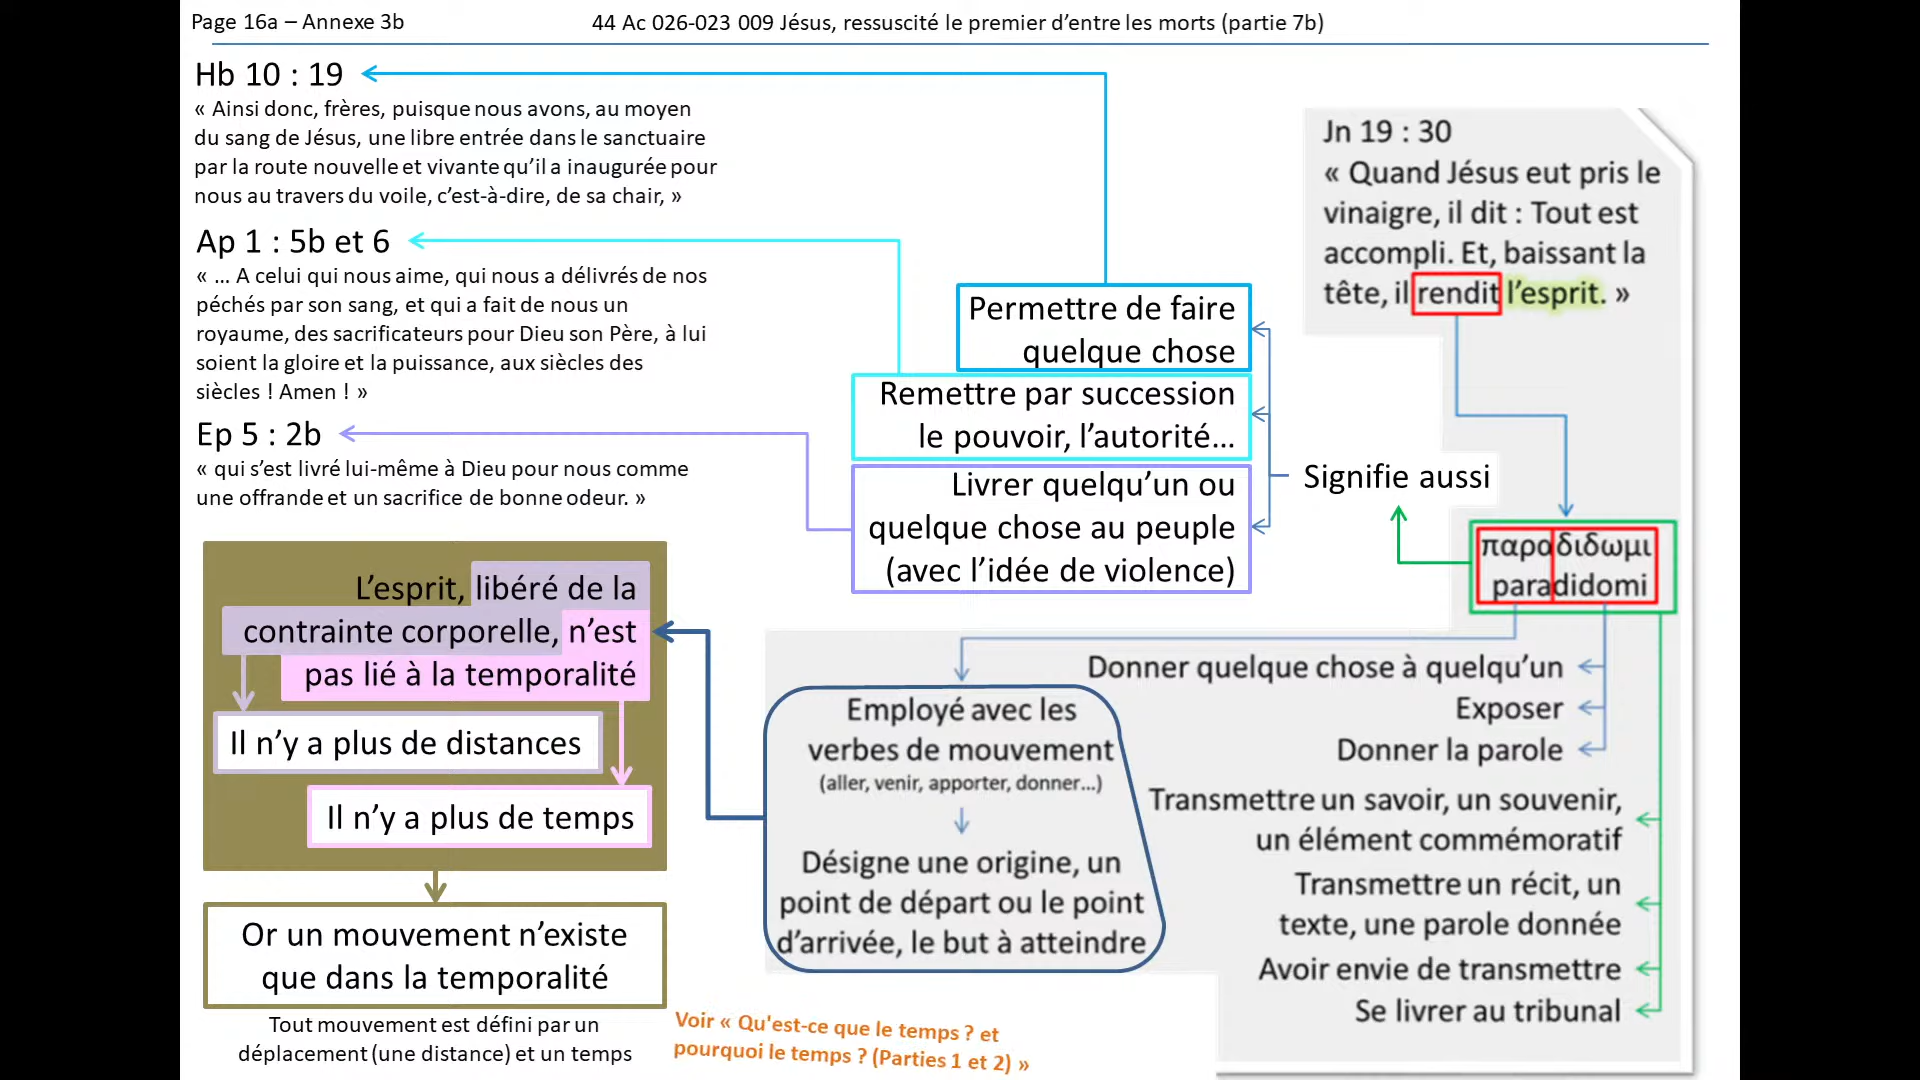 Page 16a – Annexe 3b
44 Ac 026-023 009 Jésus, ressuscité le premier d’entre les morts (partie 7b)
Hb 10 : 19
« Ainsi donc, frères, puisque nous avons, au moyen
du sang de Jésus, une libre entrée dans le sanctuaire
par la route nouvelle et vivante qu’il a inaugurée pour
nous au travers du voile, c’est-à-dire, de sa chair, »
Ap 1 : 5b et 6
« ... A celui qui nous aime, qui nous a délivrés de nos
péchés par son sang, et qui a fait de nous un
royaume, des sacrificateurs pour Dieu son Père, à lui
soient la gloire et la puissance, aux siècles des
siècles ! Amen ! »
Ep 5 : 2b
« qui s’est livré lui-même à Dieu pour nous comme
une offrande et un sacrifice de bonne odeur. »
Jn 19 : 30
« Quand Jésus eut pris le
vinaigre, il dit : Tout est
accompli. Et, baissant la
tête, il rendit l’esprit. »
Permettre de faire
quelque chose
Remettre par succession
le pouvoir, l’autorité...
Livrer quelqu’un ou
quelque chose au peuple
(avec l’idée de violence)
Signifie aussi
παραδιδωμι
paradidomi
Donner quelque chose à quelqu’un
Exposer
Donner la parole
Transmettre un savoir, un souvenir,
un élément commémoratif
Transmettre un récit, un
texte, une parole donnée
Avoir envie de transmettre
Se livrer au tribunal
Employé avec les
verbes de mouvement
(aller, venir, apporter, donner...)
Désigne une origine, un
point de départ ou le point
d’arrivée, le but à atteindre
L’esprit, libéré de la
contrainte corporelle, n’est
pas lié à la temporalité
Il n’y a plus de distances
Il n’y a plus de temps
Or un mouvement n’existe
que dans la temporalité
Tout mouvement est défini par un
déplacement (une distance) et un temps
Voir « Qu'est-ce que le temps ? et
pourquoi le temps ? (Parties 1 et 2) »